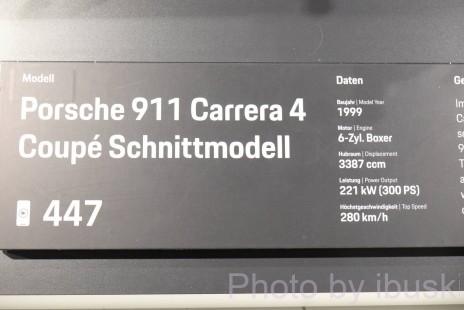 Modell
Porsche 911 Carrera 4
Coupé Schnittmodell
447
Daten
Baujahr | Model Year
1999
Motor | Engine
6-Zyl. Boxer
Hubraum | Displacement
3387 ccm
Leistung | Power Output
221 kW (300 PS)
Höchstgeschwindigkeit | Top Speed
280 km/h
Photo by ibuski